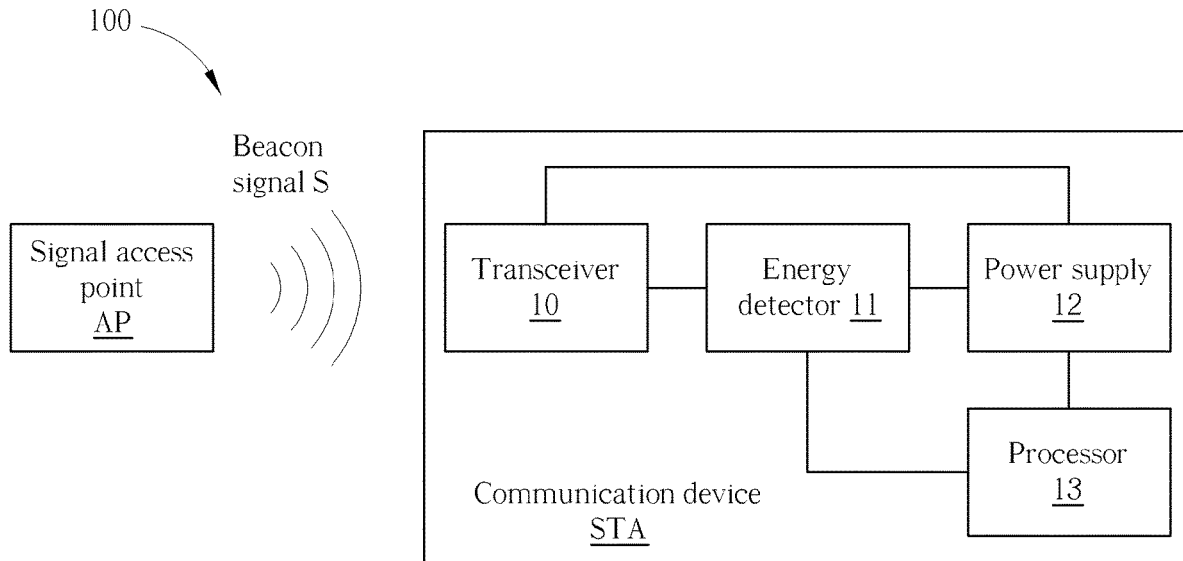 100
Beacon
signal S
Signal access
point
AP
Transceiver
10
Energy
detector 11
Power supply
12
Processor
13
Communication device
STA